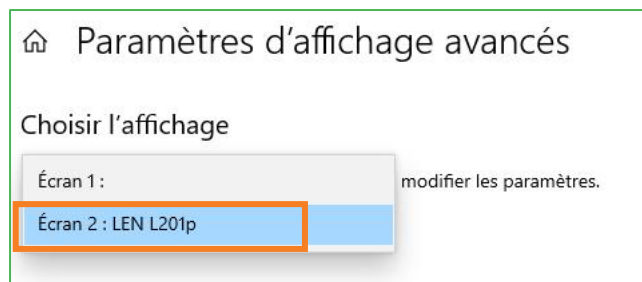 Paramètres d’affichage avancés
Choisir l’affichage
Écran 1 :
modifier les paramètres.
Écran 2 : LEN L201p